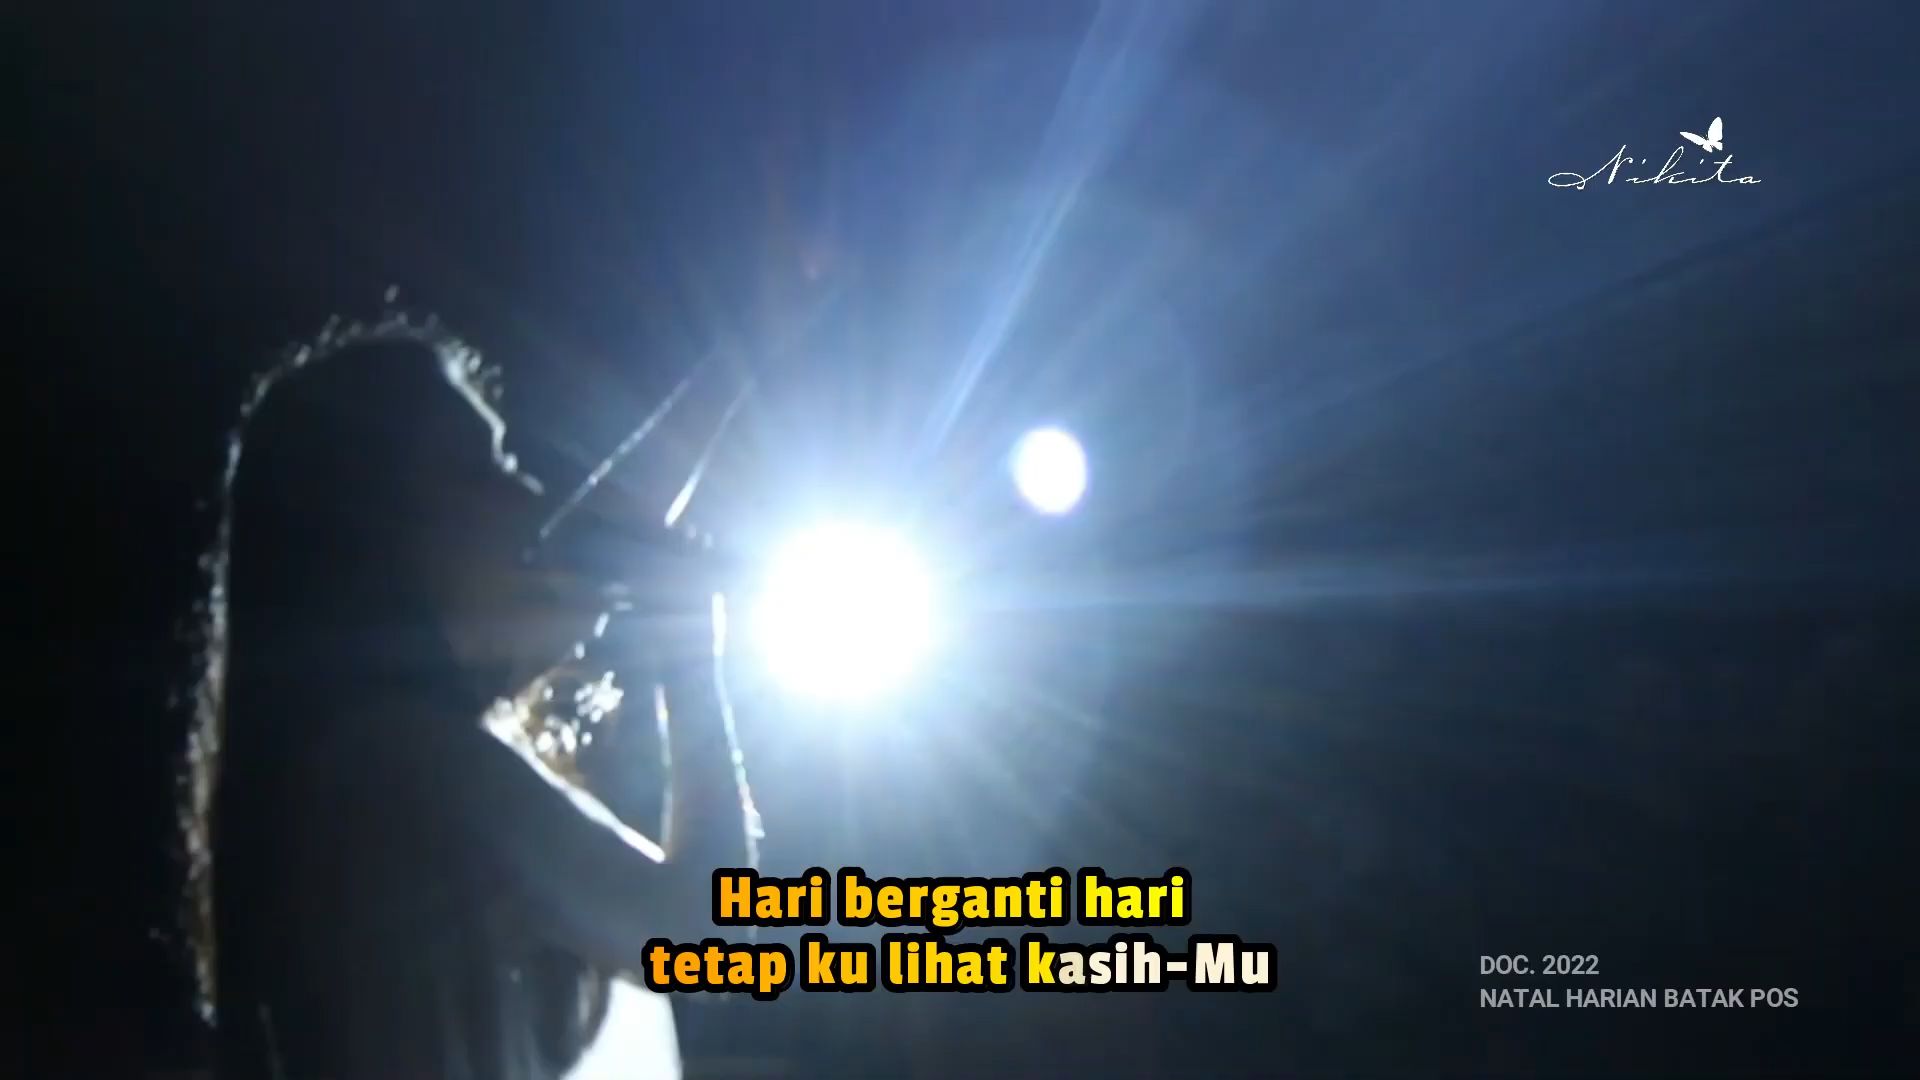 Nikita
Hari berganti hari
tetap ku lihat kasih-Mu
DOC. 2022
NATAL HARIAN BATAK POS